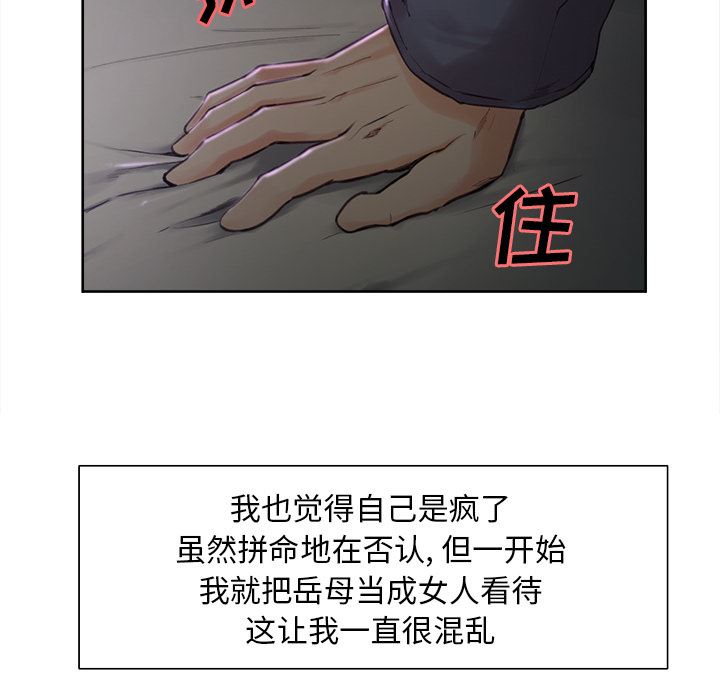 住
我也觉得自己是疯了
虽然拼命地在否认, 但一开始
我就把岳母当成女人看待
这让我一直很混乱